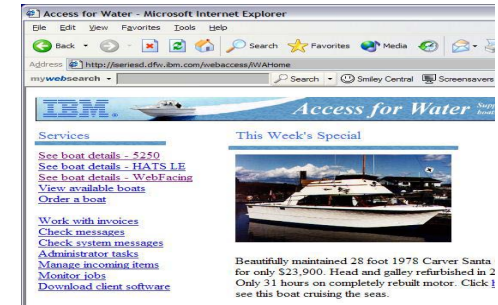 Access for Water - Microsoft Internet Explorer
File Edit View Favorites Tools Help
Back Search Favorites Media
Address http://iseriesd.dfw.ibm.com/webaccess/iWAHome
mywebsearch Search Smiley Central Screensavers
IBM. Access for Water
Services
See boat details - 5250
See boat details - HATS LE
See boat details - WebFacing
View available boats
Order a boat
Work with invoices
Check messages
Check system messages
Administrator tasks
Manage incoming items
Monitor jobs
Download client software
This Week's Special
Beautifully maintained 28 foot 1978 Carver Santa
for only $23,900. Head and galley refurbished in 2
Only 31 hours on completely rebuilt motor. Click
see this boat cruising the seas.